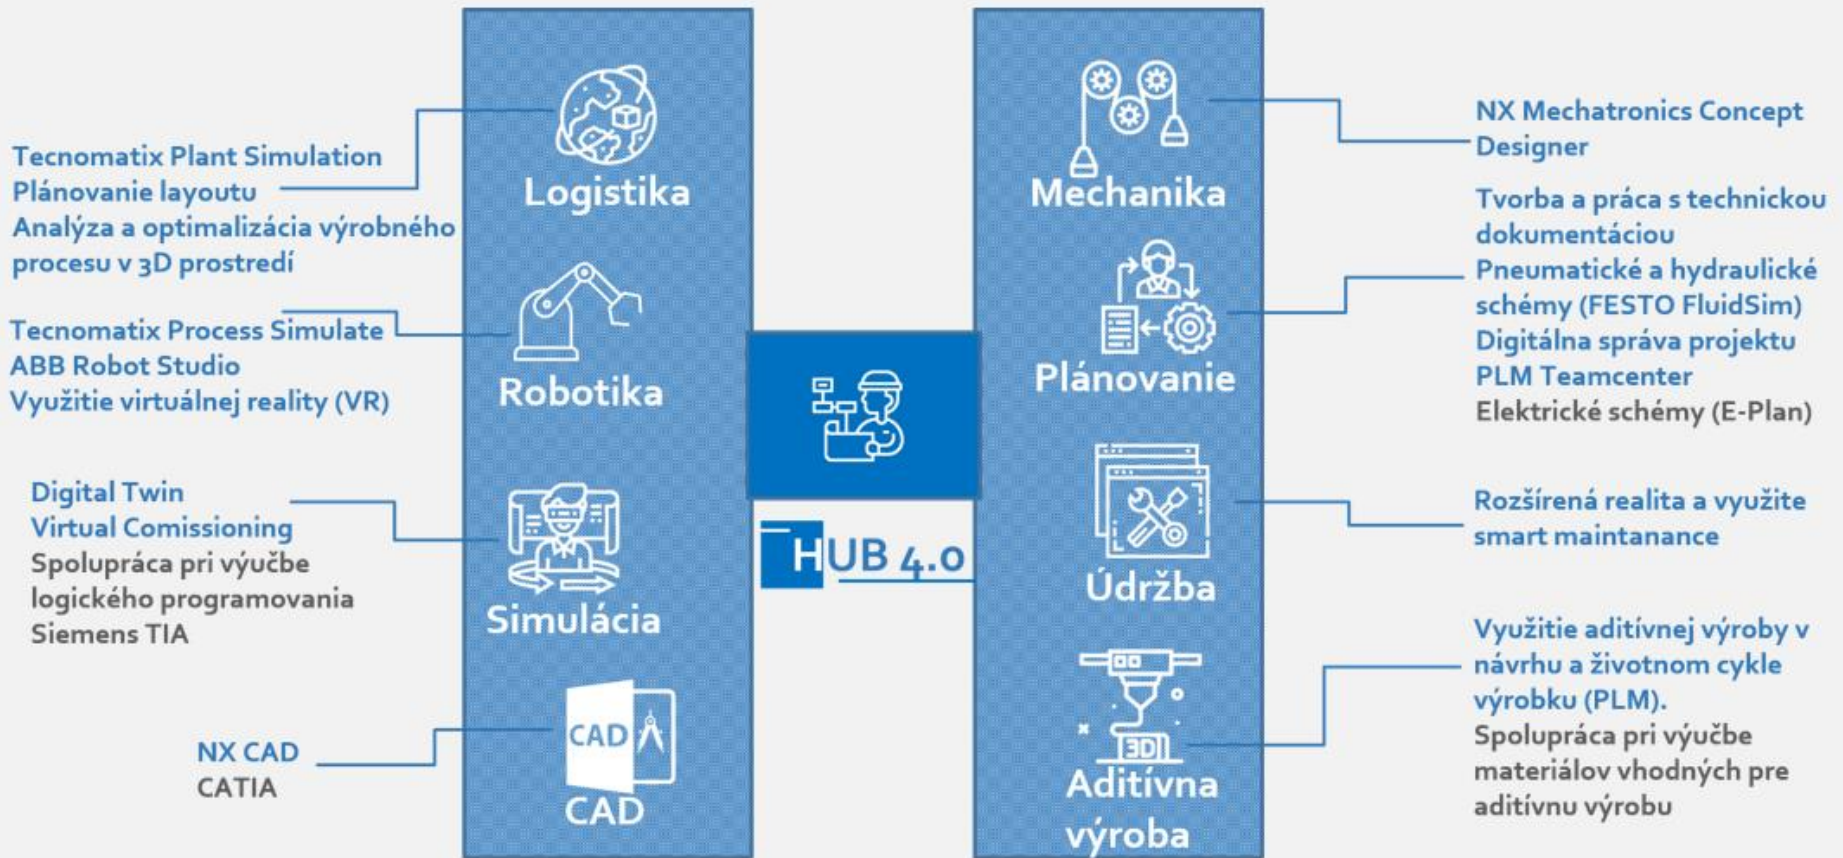 Tecnomatix Plant Simulation
Plánovanie layoutu
Analýza a optimalizácia výrobného
procesu v 3D prostredí
Logistika
Tecnomatix Process Simulate
ABB Robot Studio
Využitie virtuálnej reality (VR)
Robotika
Digital Twin
Virtual Comissioning
Spolupráca pri výučbe
logického programovania
Siemens TIA
Simulácia
NX CAD
CATIA
CAD
CAD
HUB 4.0
Mechanika
NX Mechatronics Concept
Designer
Plánovanie
Tvorba a práca s technickou
dokumentáciou
Pneumatické a hydraulické
schémy (FESTO FluidSim)
Digitálna správa projektu
PLM Teamcenter
Elektrické schémy (E-Plan)
Údržba
Rozšírená realita a využite
smart maintanance
3D
Aditívna
výroba
Využitie aditívnej výroby v
návrhu a životnom cykle
výrobku (PLM).
Spolupráca pri výučbe
materiálov vhodných pre
aditívnu výrobu